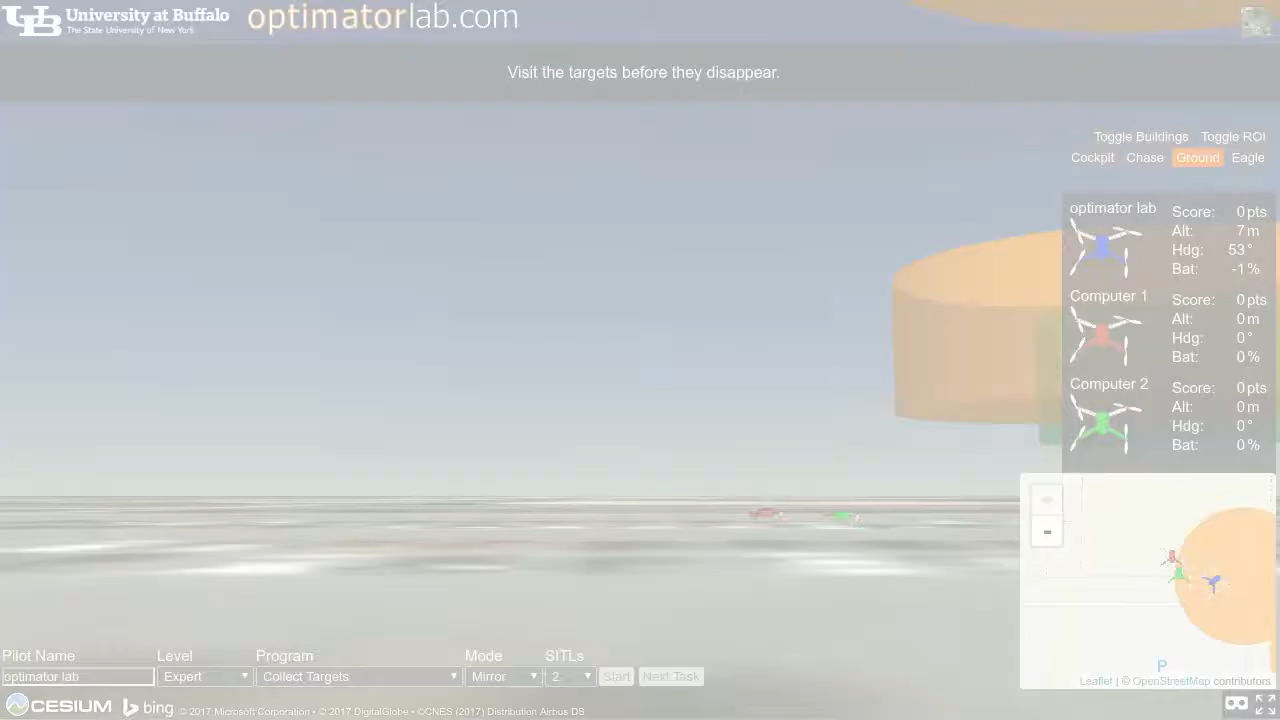 University at Buffalo
The State University of New York
optimatorlab.com
Visit the targets before they disappear.
Toggle Buildings Toggle ROI
Cockpit Chase Ground Eagle
optimator lab
Score: 0 pts
Alt: 7 m
Hdg: 53 °
Bat: -1 %
Computer 1
Score: 0 pts
Alt: 0 m
Hdg: 0 °
Bat: 0 %
Computer 2
Score: 0 pts
Alt: 0 m
Hdg: 0 °
Bat: 0 %
-
P
Leaflet | © OpenStreetMap contributors
Pilot Name Level Program Mode SITLs
optimator lab Expert Collect Targets Mirror 2 Start Next Task
CESIUM bing © 2017 Microsoft Corporation • © 2017 DigitalGlobe • ©CNES (2017) Distribution Airbus DS